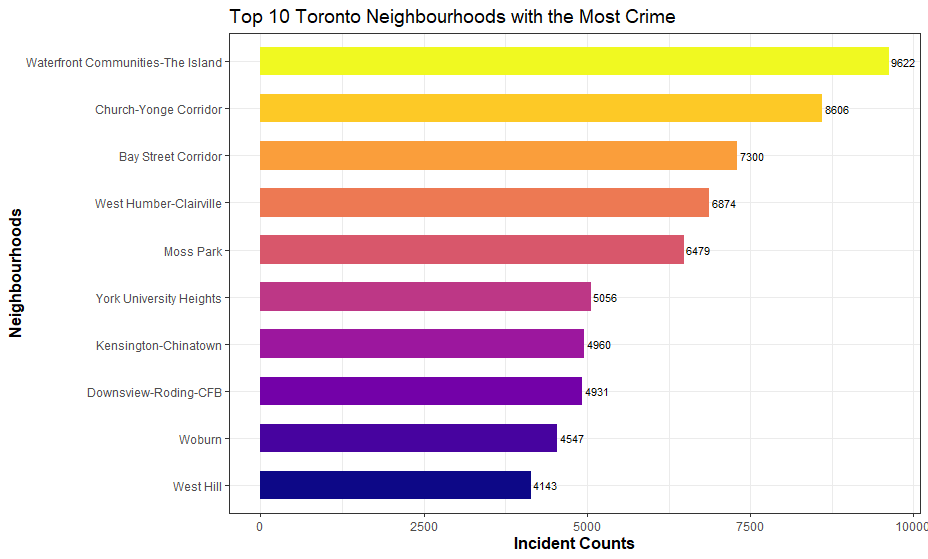 Top 10 Toronto Neighbourhoods with the Most Crime
Neighbourhoods
Waterfront Communities-The Island 9622
Church-Yonge Corridor 8606
Bay Street Corridor 7300
West Humber-Clairville 6874
Moss Park 6479
York University Heights 5056
Kensington-Chinatown 4960
Downsview-Roding-CFB 4931
Woburn 4547
West Hill 4143
0 2500 5000 7500 10000
Incident Counts